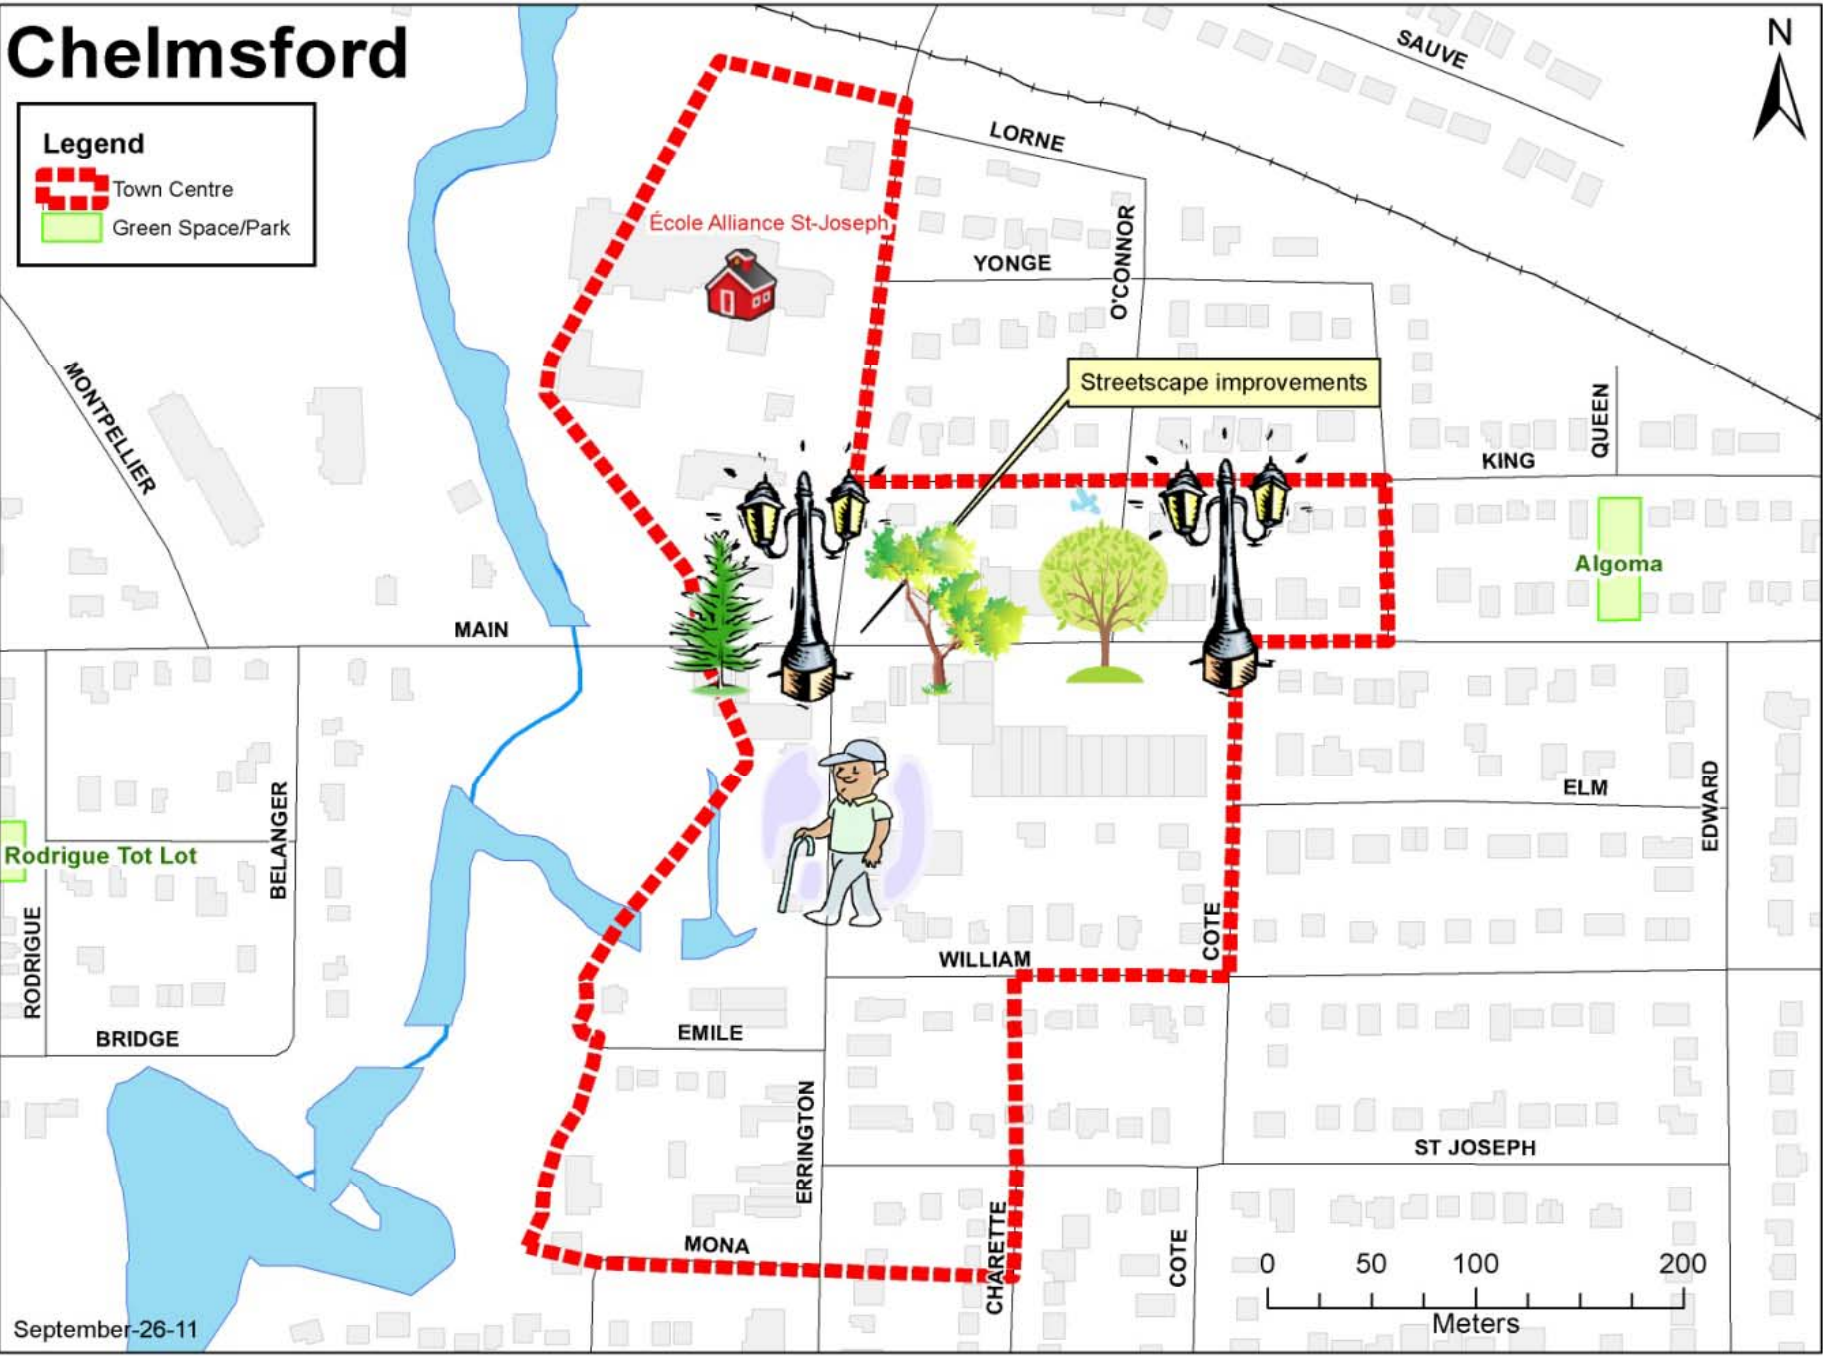 Chelmsford
Legend
Town Centre
Green Space/Park
N
SAUVE
LORNE
École Alliance St-Joseph
O'CONNOR
YONGE
MONTPELLIER
Streetscape improvements
QUEEN
KING
Algoma
MAIN
ELM
EDWARD
BELANGER
Rodrigue Tot Lot
RODRIGUE
COTE
WILLIAM
BRIDGE
EMILE
ERRINGTON
ST JOSEPH
MONA
CHARETTE
COTE
0 50 100 200
Meters
September-26-11